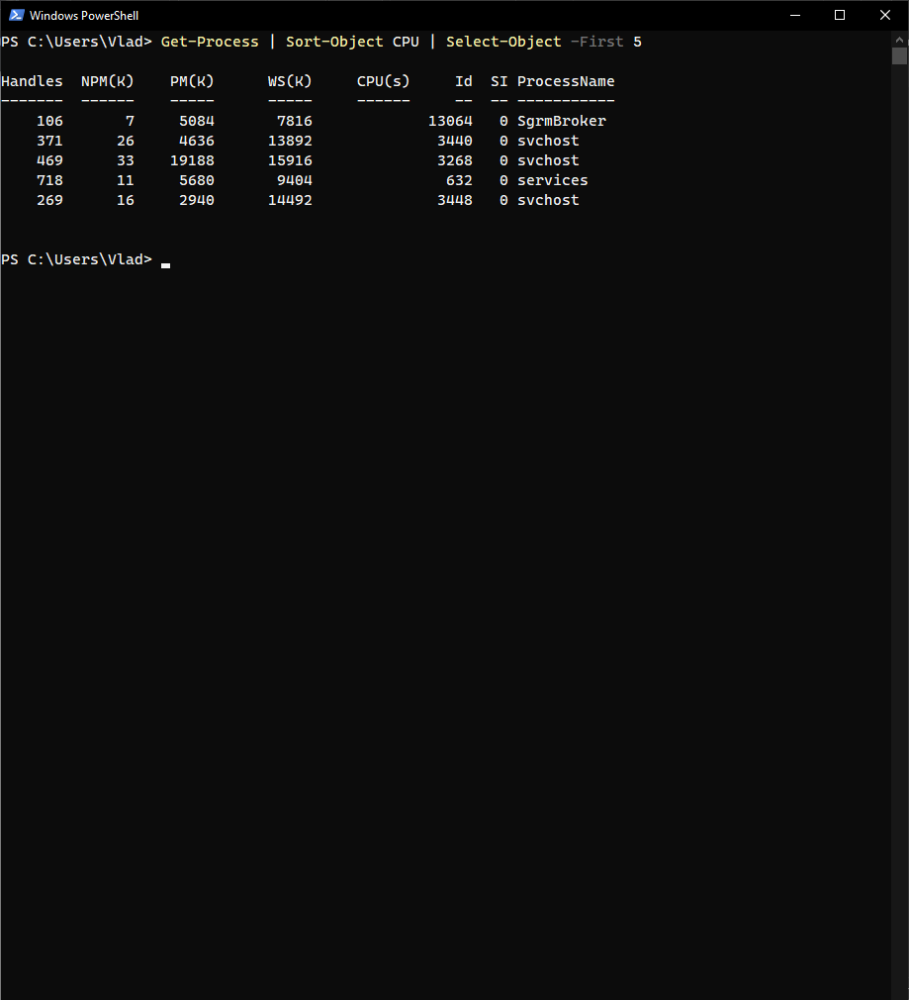 Windows PowerShell
PS C:\Users\Vlad> Get-Process | Sort-Object CPU | Select-Object -First 5
Handles  NPM(K)    PM(K)      WS(K)     CPU(s)     Id  SI ProcessName
-------  ------    -----      -----     ------     --  -- -----------
    106       7     5084       7816             13064   0 SgrmBroker
    371      26     4636      13892              3440   0 svchost
    469      33    19188      15916              3268   0 svchost
    718      11     5680       9404               632   0 services
    269      16     2940      14492              3448   0 svchost
PS C:\Users\Vlad>